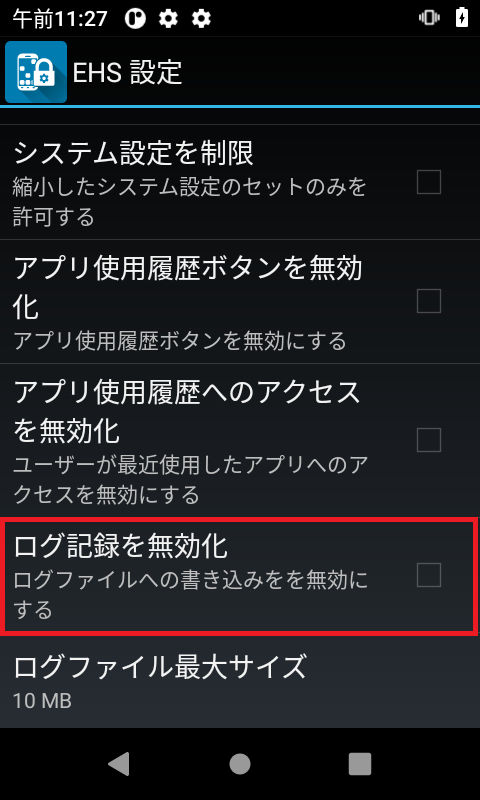 午前11:27
EHS 設定
システム設定を制限
縮小したシステム設定のセットのみを
許可する
アプリ使用履歴ボタンを無効
化
アプリ使用履歴ボタンを無効にする
アプリ使用履歴へのアクセス
を無効化
ユーザーが最近使用したアプリへのア
クセスを無効にする
ログ記録を無効化
ログファイルへの書き込みをを無効に
する
ログファイル最大サイズ
10 MB